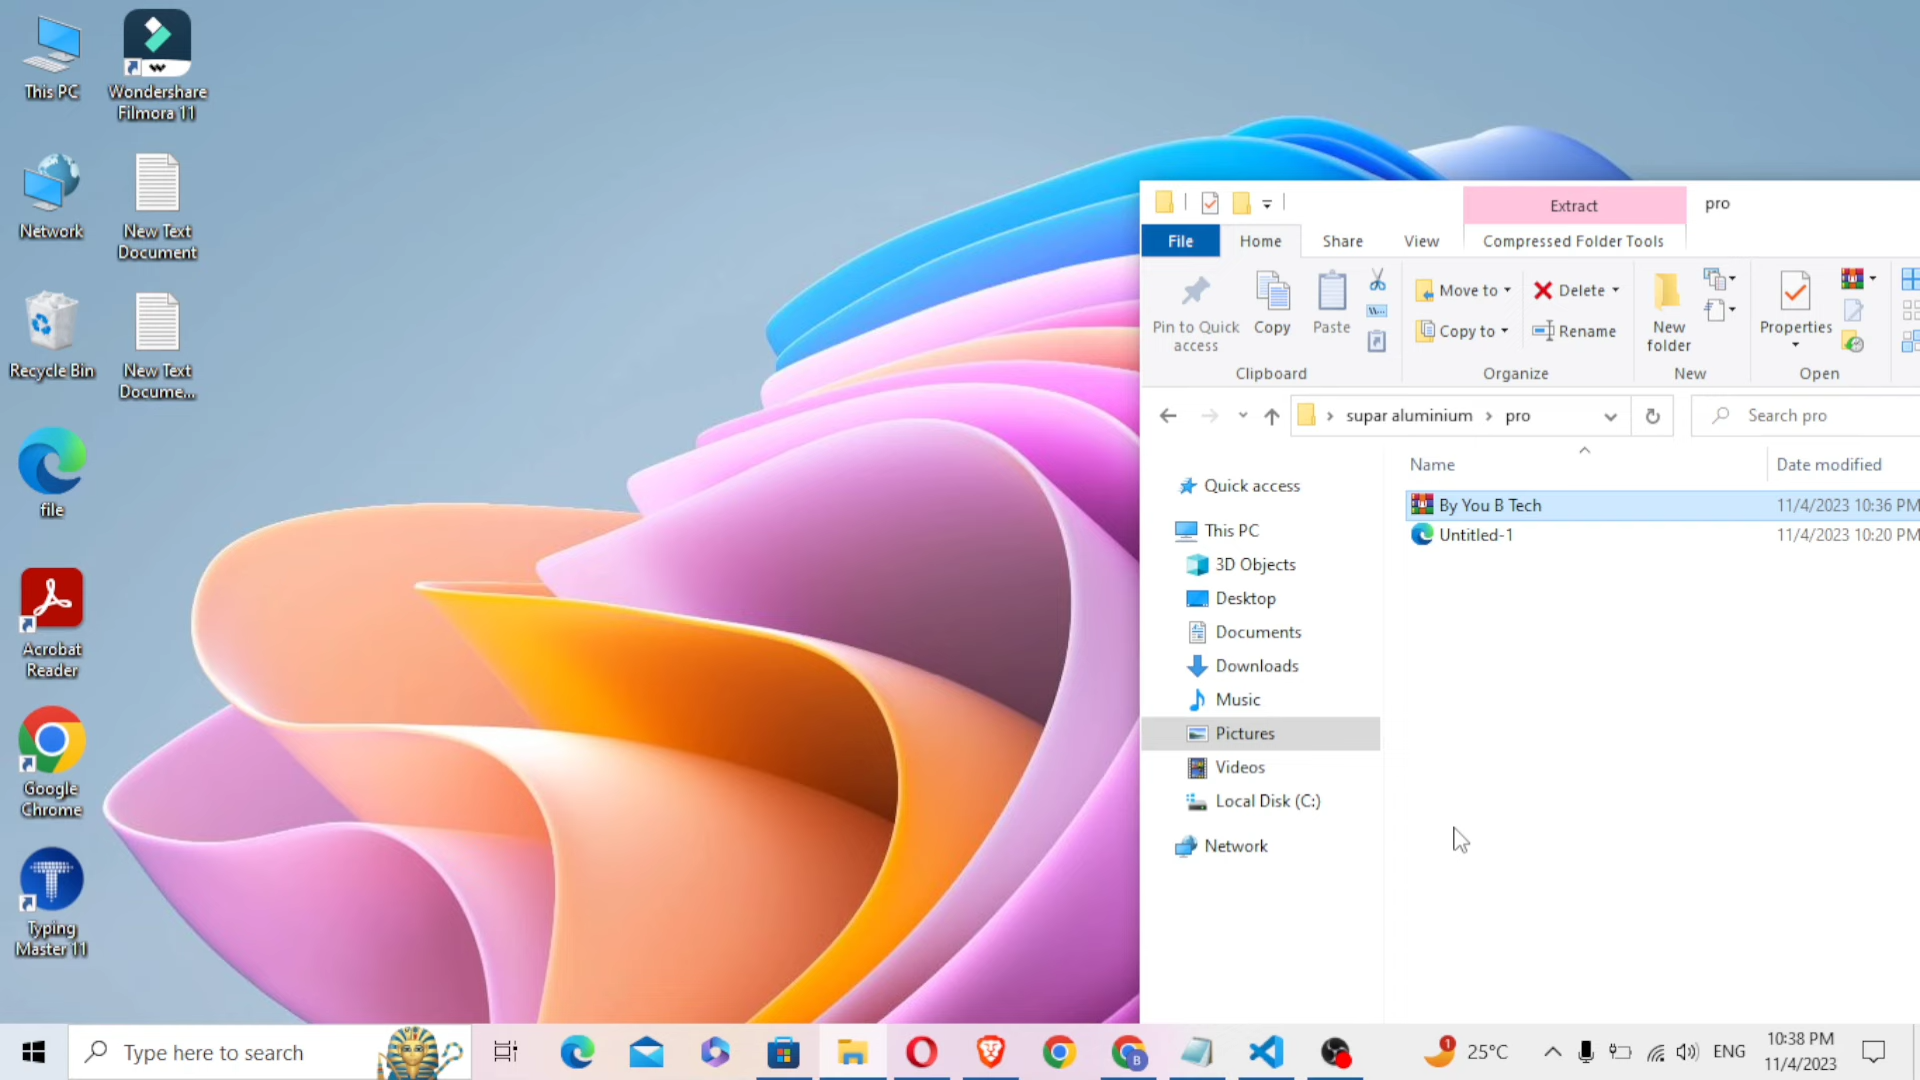 This PC
Wondershare
Filmora 11
Network
New Text
Document
Recycle Bin
New Text
Docume...
file
Acrobat
Reader
Google
Chrome
Typing
Master 11
Extract
pro
File
Home
Share
View
Compressed Folder Tools
Pin to Quick
access
Copy
Paste
Move to
Copy to
Delete
Rename
New
folder
Properties
Clipboard
Organize
New
Open
supar aluminium › pro
Search pro
Name
Date modified
Quick access
This PC
3D Objects
Desktop
Documents
Downloads
Music
Pictures
Videos
Local Disk (C:)
Network
By You B Tech 11/4/2023 10:36 PM
Untitled-1 11/4/2023 10:20 PM
Type here to search
B
1
25°C
ENG
10:38 PM
11/4/2023